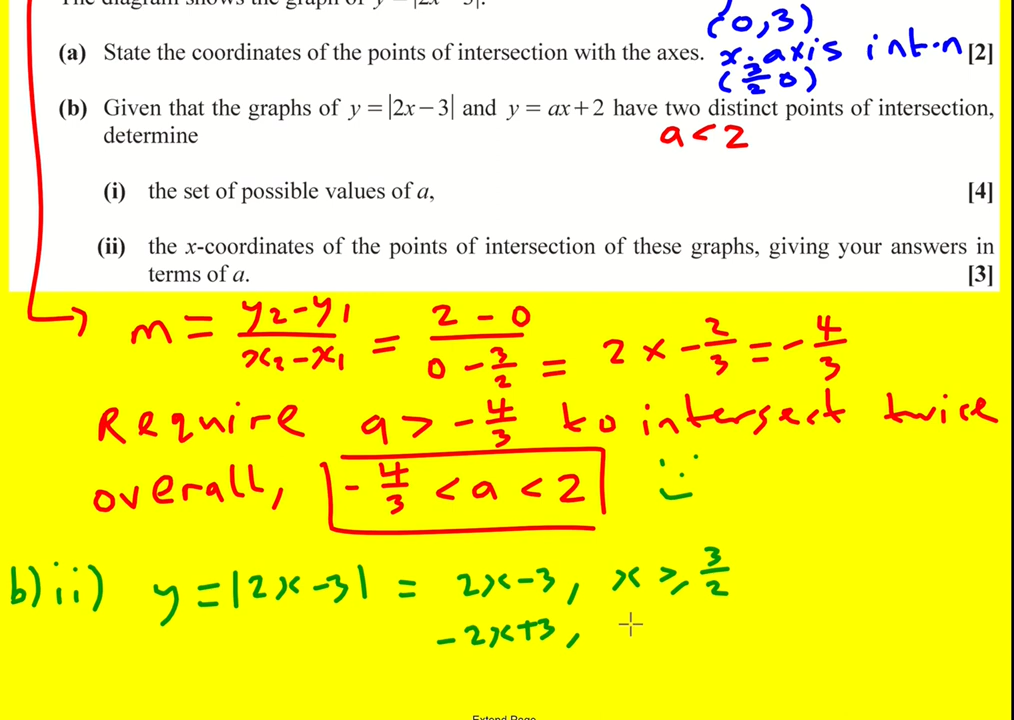 The diagram shows the graph of y = |2x − 3|.
(0,3)
(a) State the coordinates of the points of intersection with the axes. x-axis int.n [2]
(3/2 0)
(b) Given that the graphs of y = |2x − 3| and y = ax + 2 have two distinct points of intersection,
determine a < 2
(i) the set of possible values of a, [4]
(ii) the x-coordinates of the points of intersection of these graphs, giving your answers in
terms of a. [3]
m = y2-y1/x2-x1 = 2-0/0-3/2 = 2 x -2/3 = -4/3
Require a > -4/3 to intersect twice
overall, -4/3 < a < 2
b)ii) y = |2x-3| = 2x-3, x ≥ 3/2
-2x+3,
Extend Page